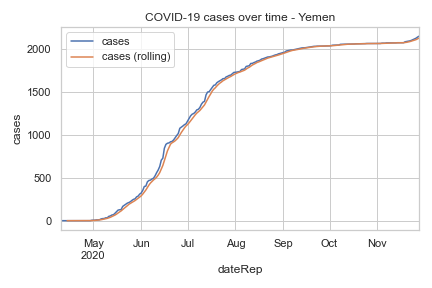 COVID-19 cases over time - Yemen
cases
cases (rolling)
cases
2000
1500
1000
500
0
May Jun Jul Aug Sep Oct Nov
2020
dateRep